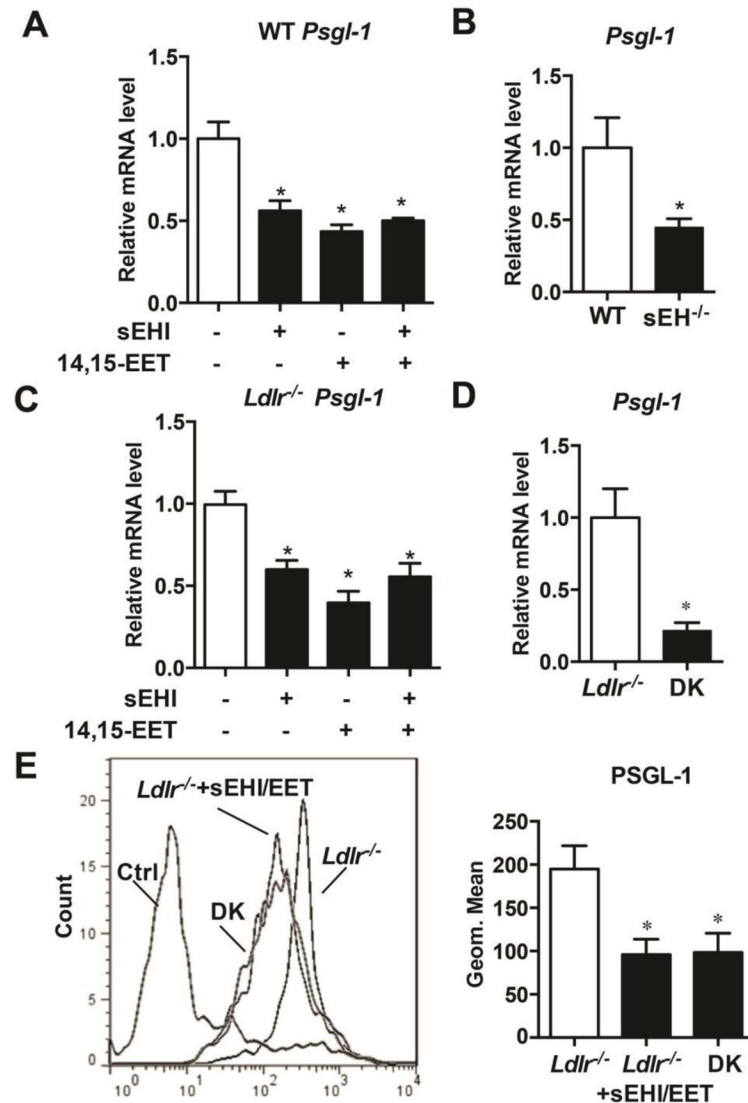 A
WT Psgl-1
Relative mRNA level
1.5
1.0
0.5
0.0
* * *
sEHI - + - +
14,15-EET - - + +
B
Psgl-1
Relative mRNA level
1.5
1.0
0.5
0.0
*
WT sEH-/-
C
Ldlr-/- Psgl-1
Relative mRNA level
1.5
1.0
0.5
0.0
* * *
sEHI - + - +
14,15-EET - - + +
D
Psgl-1
Relative mRNA level
1.5
1.0
0.5
0.0
*
Ldlr-/- DK
E
Count
20
15
10
5
0
Ldlr-/-+sEHI/EET
Ctrl
DK
Ldlr-/-
10^0 10^1 10^2 10^3 10^4
PSGL-1
Geom. Mean
250
200
150
100
50
0
* *
Ldlr-/- Ldlr-/- DK
+sEHI/EET